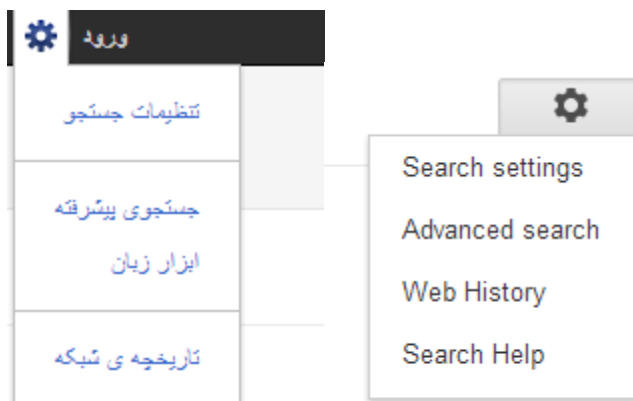 ورود
تنظیمات جستجو
جستجوی پیشرفته
ابزار زبان
تاریخچه ی شبکه
Search settings
Advanced search
Web History
Search Help